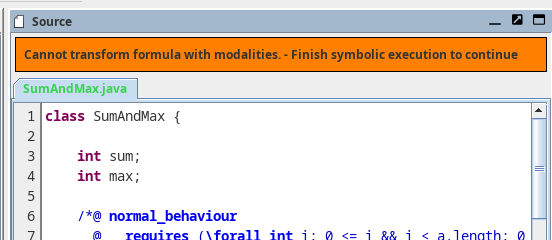 Source
Cannot transform formula with modalities. - Finish symbolic execution to continue
SumAndMax.java
1 class SumAndMax {
2
3     int sum;
4     int max;
5
6     /*@ normal_behaviour
7       @   requires (\forall int i; 0 <= i && i < a.length; 0